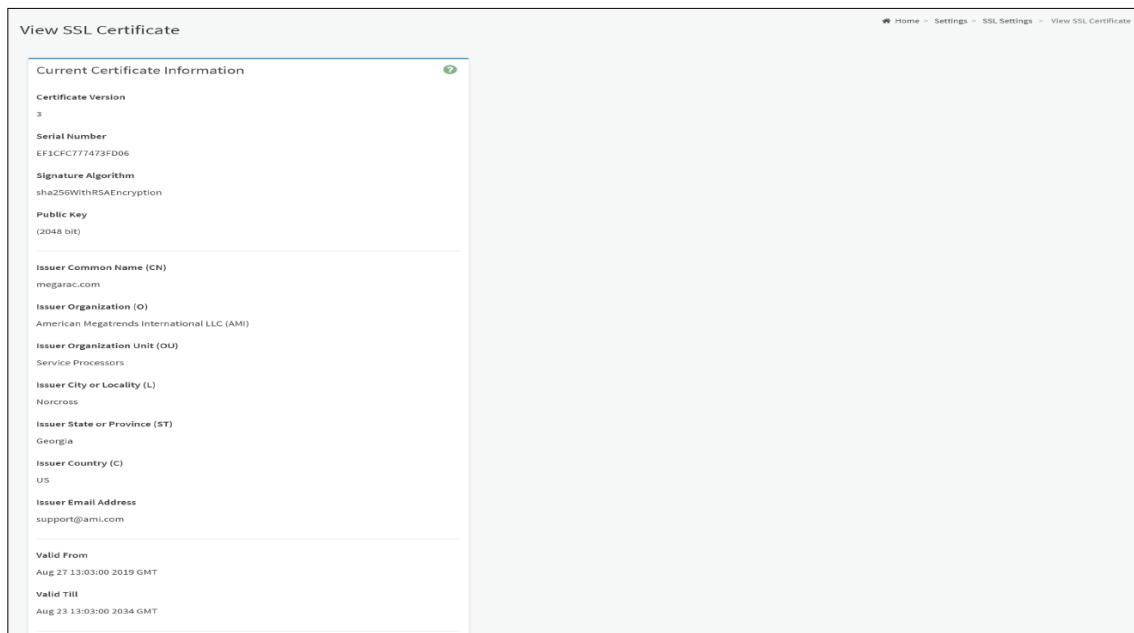 Home > Settings > SSL Settings > View SSL Certificate
View SSL Certificate
Current Certificate Information
Certificate Version
3
Serial Number
EF1CFC777473FD06
Signature Algorithm
sha256WithRSAEncryption
Public Key
(2048 bit)
Issuer Common Name (CN)
megarac.com
Issuer Organization (O)
American Megatrends International LLC (AMI)
Issuer Organization Unit (OU)
Service Processors
Issuer City or Locality (L)
Norcross
Issuer State or Province (ST)
Georgia
Issuer Country (C)
US
Issuer Email Address
support@ami.com
Valid From
Aug 27 13:03:00 2019 GMT
Valid Till
Aug 23 13:03:00 2034 GMT